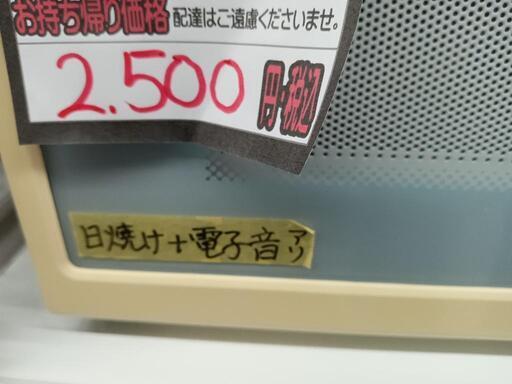 お持ち帰り価格 配達はご遠慮くださいませ。
2.500 円・税込
日焼け+電子音アリ